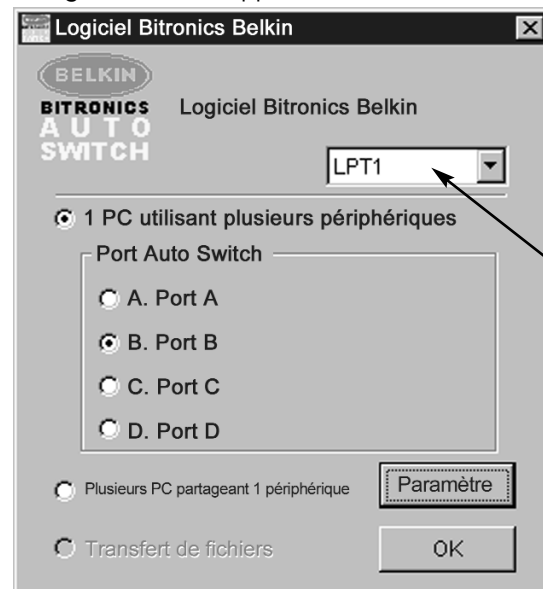 Logiciel Bitronics Belkin
BELKIN
BITRONICS
AUTO
SWITCH
Logiciel Bitronics Belkin
LPT1
1 PC utilisant plusieurs périphériques
Port Auto Switch
A. Port A
B. Port B
C. Port C
D. Port D
Plusieurs PC partageant 1 périphérique
Paramètre
Transfert de fichiers
OK